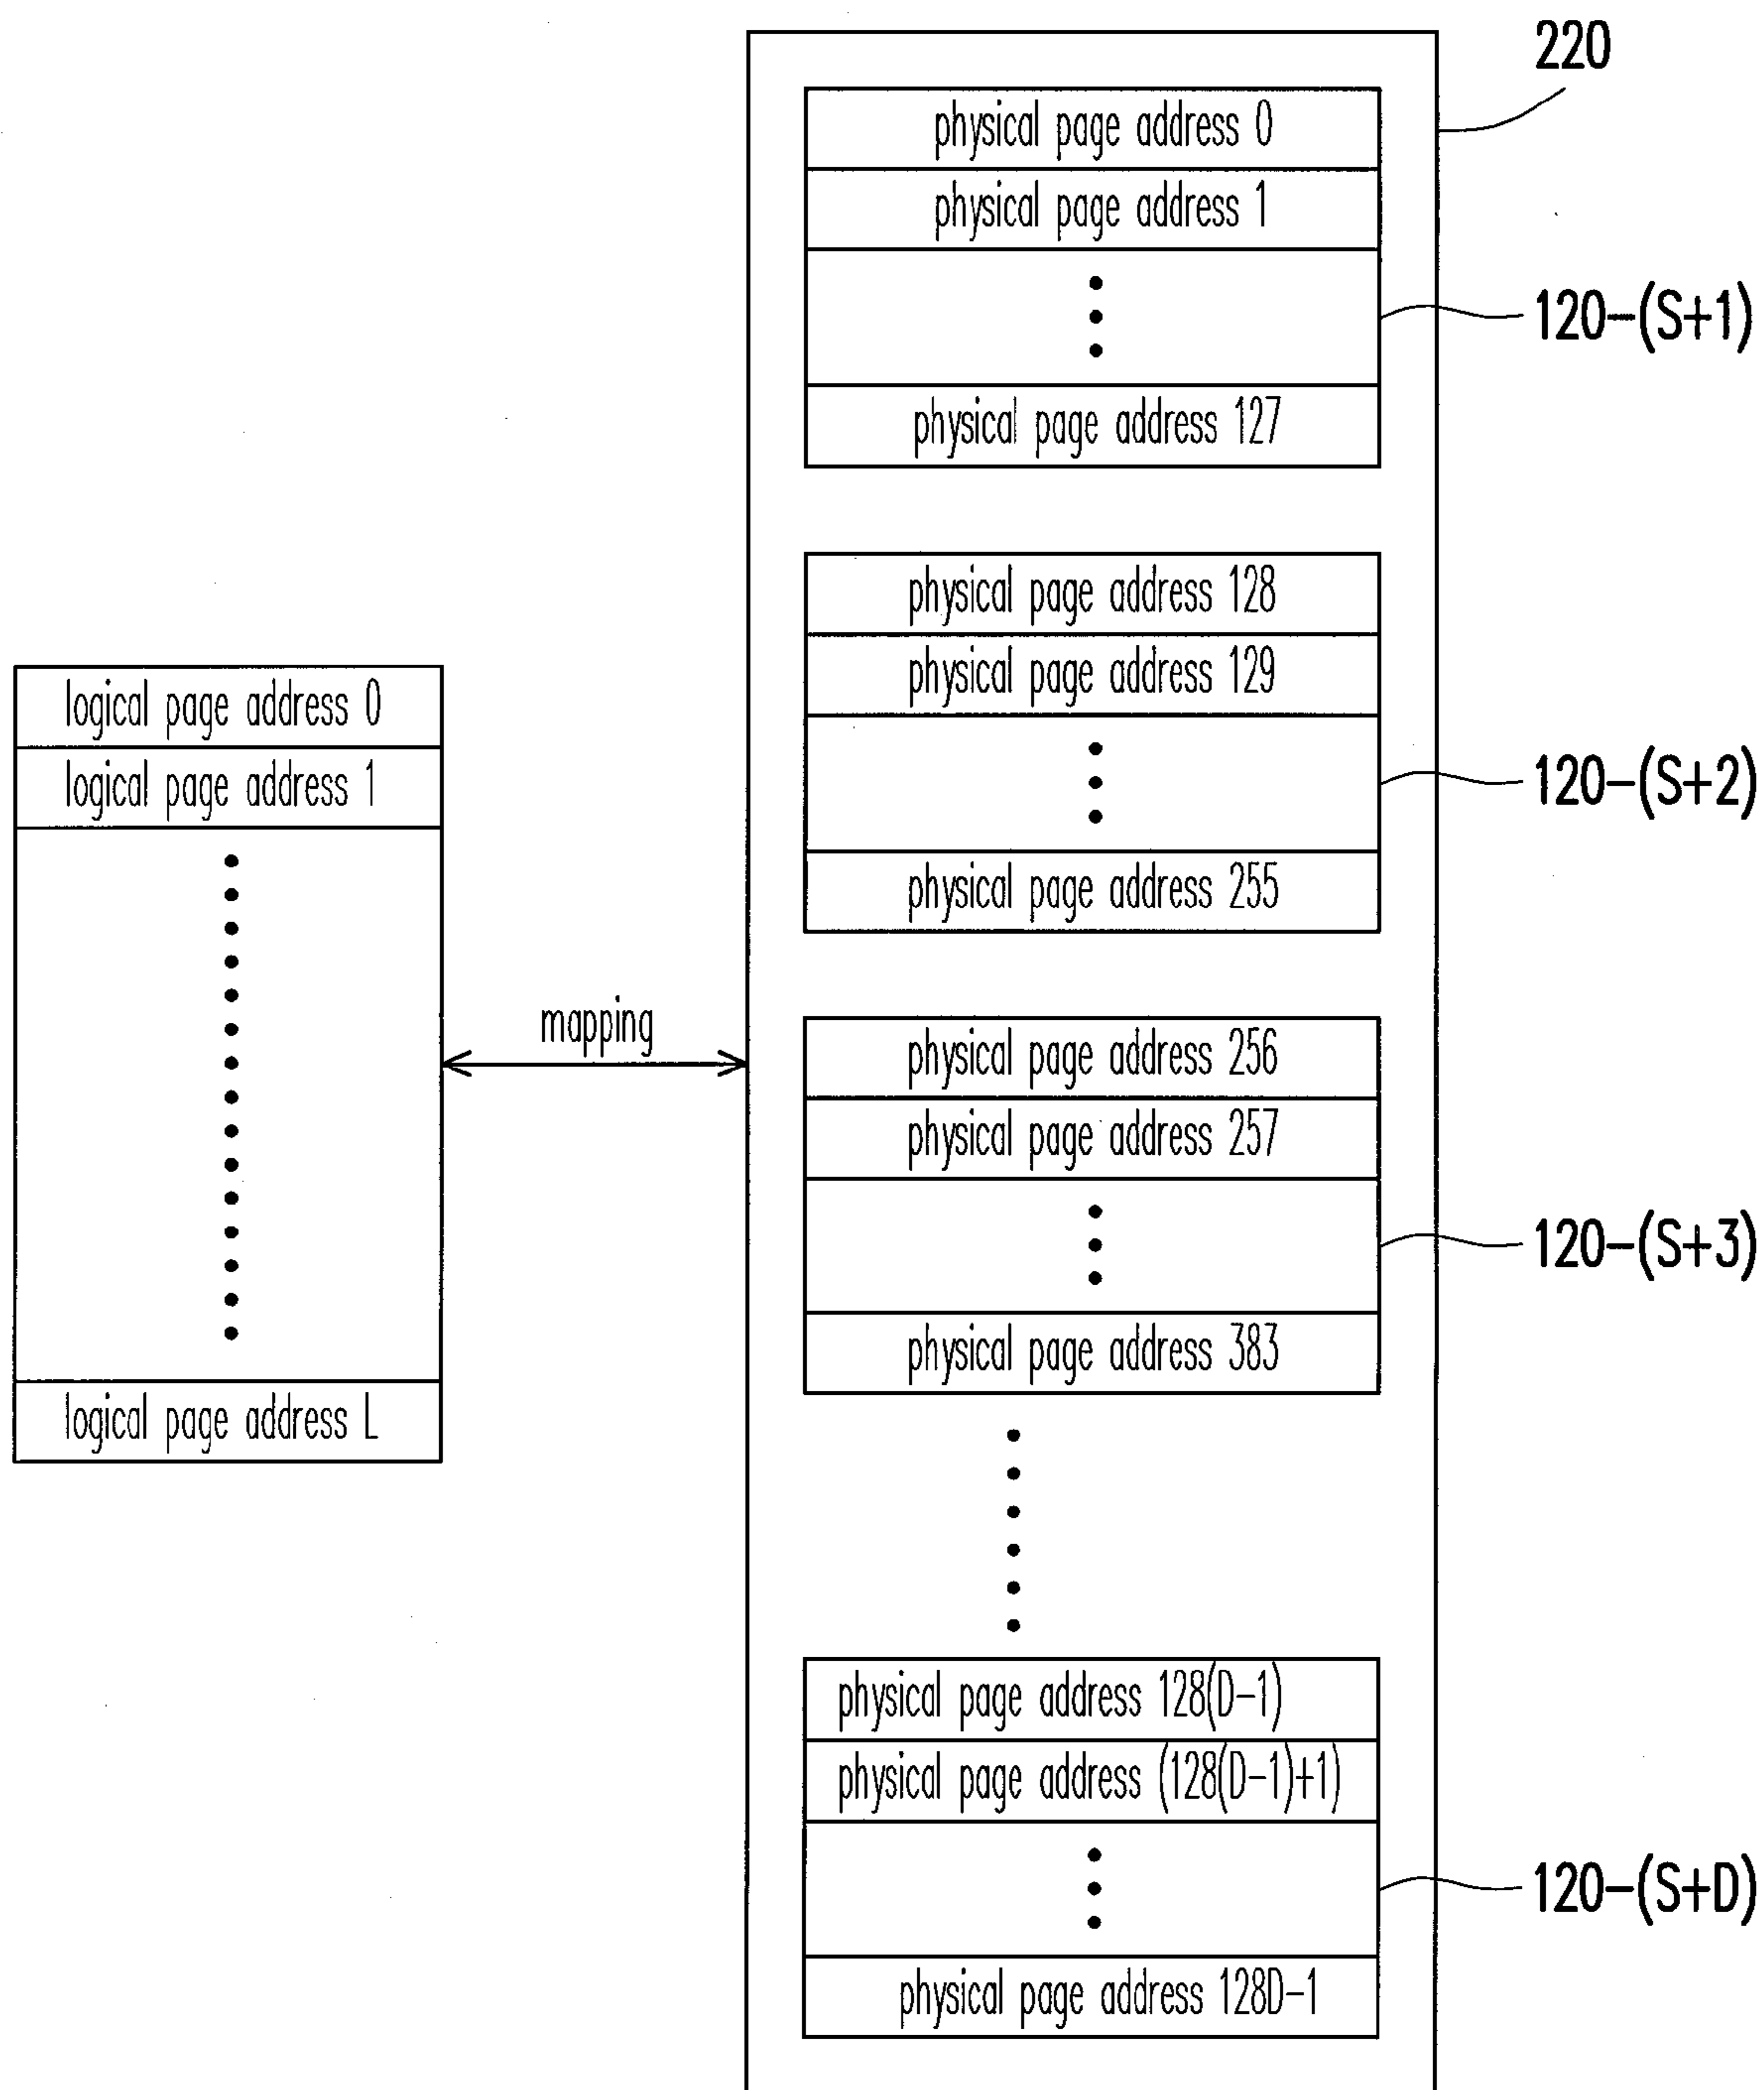 220
physical page address 0
physical page address 1
120-(S+1)
physical page address 127
physical page address 128
physical page address 129
120-(S+2)
physical page address 255
logical page address 0
logical page address 1
logical page address L
mapping
physical page address 256
physical page address 257
120-(S+3)
physical page address 383
physical page address 128(D-1)
physical page address (128(D-1)+1)
120-(S+D)
physical page address 128D-1